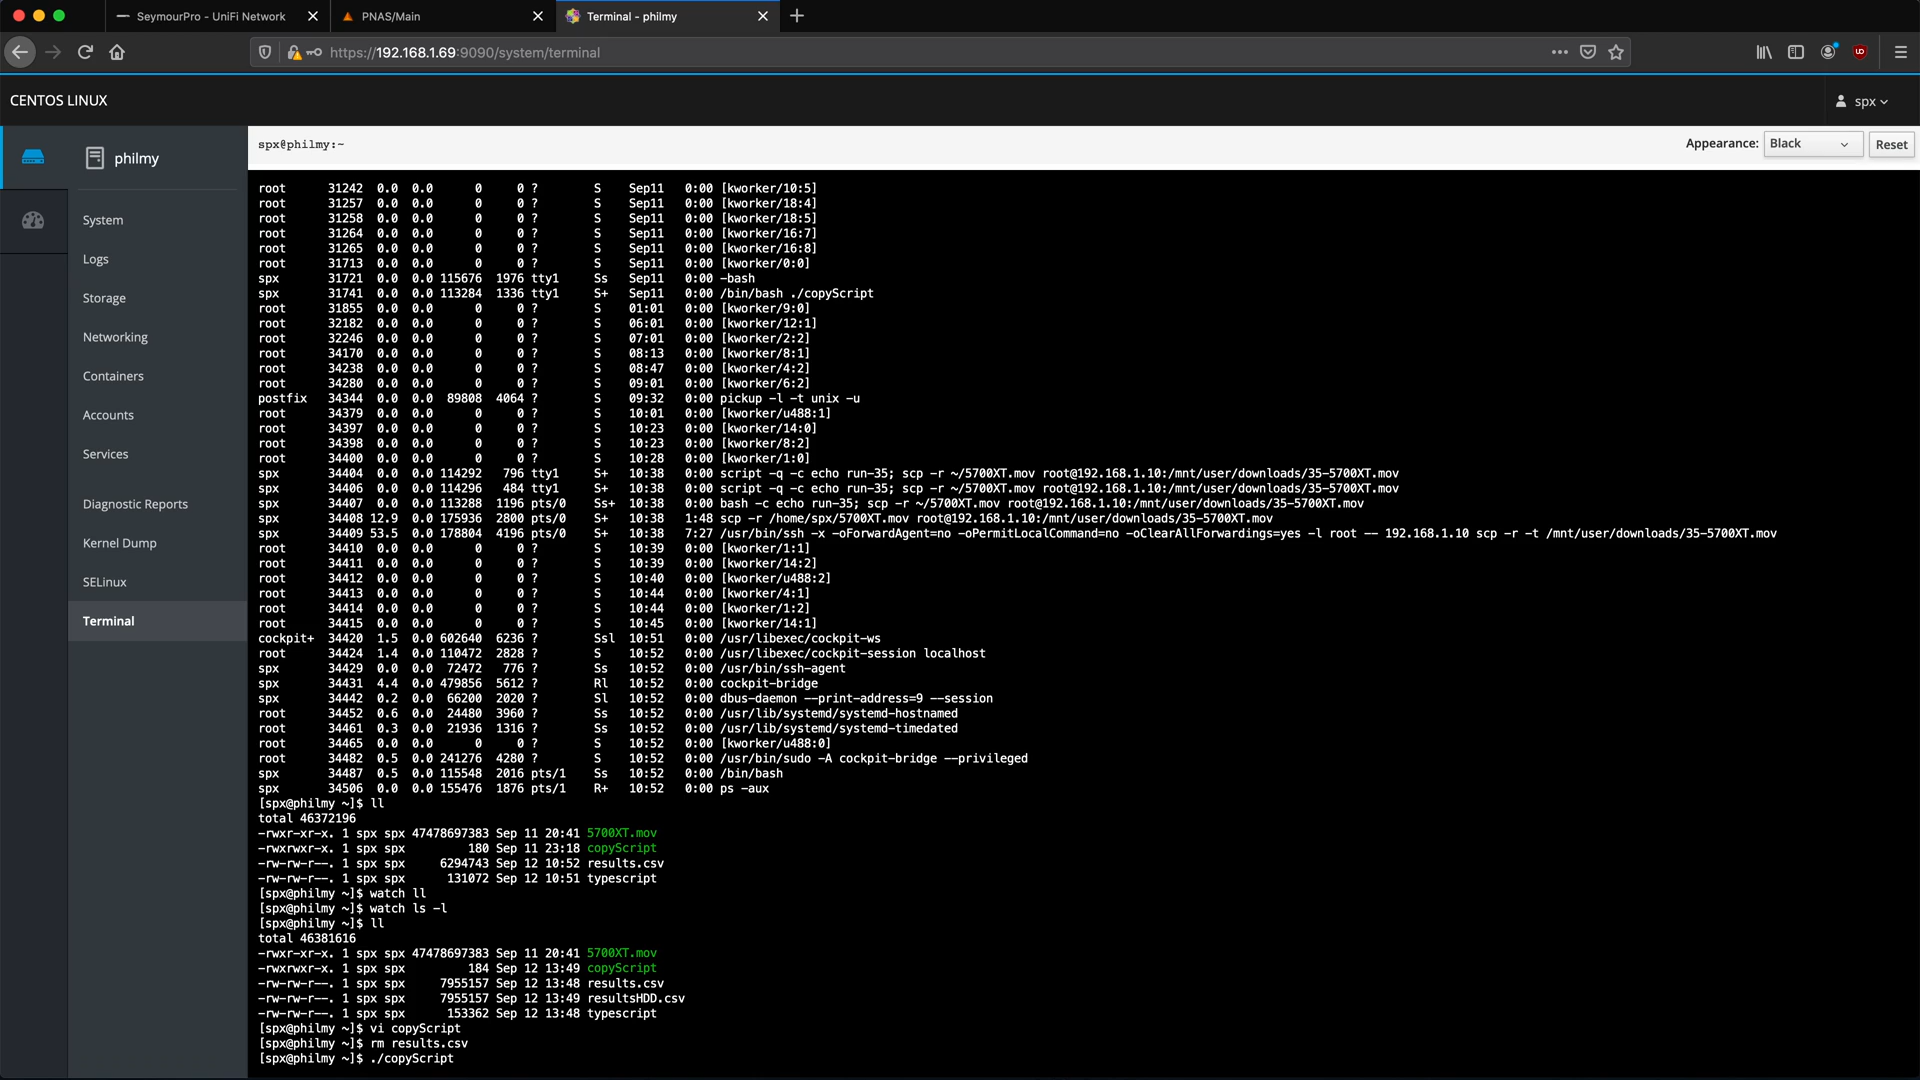 SeymourPro - UniFi Network
PNAS/Main
Terminal - philmy
https://192.168.1.69:9090/system/terminal
CENTOS LINUX
spx
philmy
System
Logs
Storage
Networking
Containers
Accounts
Services
Diagnostic Reports
Kernel Dump
SELinux
Terminal
spx@philmy:~
Appearance: Black Reset
root 31242 0.0 0.0 0 0 ? S Sep11 0:00 [kworker/10:5]
root 31257 0.0 0.0 0 0 ? S Sep11 0:00 [kworker/18:4]
root 31258 0.0 0.0 0 0 ? S Sep11 0:00 [kworker/18:5]
root 31264 0.0 0.0 0 0 ? S Sep11 0:00 [kworker/16:7]
root 31265 0.0 0.0 0 0 ? S Sep11 0:00 [kworker/16:8]
root 31713 0.0 0.0 0 0 ? S Sep11 0:00 [kworker/0:0]
spx 31721 0.0 0.0 115676 1976 tty1 Ss Sep11 0:00 -bash
spx 31741 0.0 0.0 113284 1336 tty1 S+ Sep11 0:00 /bin/bash ./copyScript
root 31855 0.0 0.0 0 0 ? S 01:01 0:00 [kworker/9:0]
root 32182 0.0 0.0 0 0 ? S 06:01 0:00 [kworker/12:1]
root 32246 0.0 0.0 0 0 ? S 07:01 0:00 [kworker/2:2]
root 34170 0.0 0.0 0 0 ? S 08:13 0:00 [kworker/8:1]
root 34238 0.0 0.0 0 0 ? S 08:47 0:00 [kworker/4:2]
root 34280 0.0 0.0 0 0 ? S 09:01 0:00 [kworker/6:2]
postfix 34344 0.0 0.0 89808 4064 ? S 09:32 0:00 pickup -l -t unix -u
root 34379 0.0 0.0 0 0 ? S 10:01 0:00 [kworker/u488:1]
root 34397 0.0 0.0 0 0 ? S 10:23 0:00 [kworker/14:0]
root 34398 0.0 0.0 0 0 ? S 10:23 0:00 [kworker/8:2]
root 34400 0.0 0.0 0 0 ? S 10:28 0:00 [kworker/1:0]
spx 34404 0.0 0.0 114292 796 tty1 S+ 10:38 0:00 script -q -c echo run-35; scp -r ~/5700XT.mov root@192.168.1.10:/mnt/user/downloads/35-5700XT.mov
spx 34406 0.0 0.0 114296 484 tty1 S+ 10:38 0:00 script -q -c echo run-35; scp -r ~/5700XT.mov root@192.168.1.10:/mnt/user/downloads/35-5700XT.mov
spx 34407 0.0 0.0 113288 1196 pts/0 Ss+ 10:38 0:00 bash -c echo run-35; scp -r ~/5700XT.mov root@192.168.1.10:/mnt/user/downloads/35-5700XT.mov
spx 34408 12.9 0.0 175936 2800 pts/0 S+ 10:38 1:48 scp -r /home/spx/5700XT.mov root@192.168.1.10:/mnt/user/downloads/35-5700XT.mov
spx 34409 53.5 0.0 178804 4196 pts/0 S+ 10:38 7:27 /usr/bin/ssh -x -oForwardAgent=no -oPermitLocalCommand=no -oClearAllForwardings=yes -l root -- 192.168.1.10 scp -r -t /mnt/user/downloads/35-5700XT.mov
root 34410 0.0 0.0 0 0 ? S 10:39 0:00 [kworker/1:1]
root 34411 0.0 0.0 0 0 ? S 10:39 0:00 [kworker/14:2]
root 34412 0.0 0.0 0 0 ? S 10:40 0:00 [kworker/u488:2]
root 34413 0.0 0.0 0 0 ? S 10:44 0:00 [kworker/4:1]
root 34414 0.0 0.0 0 0 ? S 10:44 0:00 [kworker/1:2]
root 34415 0.0 0.0 0 0 ? S 10:45 0:00 [kworker/14:1]
cockpit+ 34420 1.5 0.0 602640 6236 ? Ssl 10:51 0:00 /usr/libexec/cockpit-ws
root 34424 1.4 0.0 110472 2828 ? S 10:52 0:00 /usr/libexec/cockpit-session localhost
spx 34429 0.0 0.0 72472 776 ? Ss 10:52 0:00 /usr/bin/ssh-agent
spx 34431 4.4 0.0 479856 5612 ? Rl 10:52 0:00 cockpit-bridge
spx 34442 0.2 0.0 66200 2020 ? Sl 10:52 0:00 dbus-daemon --print-address=9 --session
root 34452 0.6 0.0 24480 3960 ? Ss 10:52 0:00 /usr/lib/systemd/systemd-hostnamed
root 34461 0.3 0.0 21936 1316 ? Ss 10:52 0:00 /usr/lib/systemd/systemd-timedated
root 34465 0.0 0.0 0 0 ? S 10:52 0:00 [kworker/u488:0]
root 34482 0.5 0.0 241276 4280 ? S 10:52 0:00 /usr/bin/sudo -A cockpit-bridge --privileged
spx 34487 0.5 0.0 115548 2016 pts/1 Ss 10:52 0:00 /bin/bash
spx 34506 0.0 0.0 155476 1876 pts/1 R+ 10:52 0:00 ps -aux
[spx@philmy ~]$ ll
total 46372196
-rwxr-xr-x. 1 spx spx 47478697383 Sep 11 20:41 5700XT.mov
-rwxrwxr-x. 1 spx spx 180 Sep 11 23:18 copyScript
-rw-rw-r--. 1 spx spx 6294743 Sep 12 10:52 results.csv
-rw-rw-r--. 1 spx spx 131072 Sep 12 10:51 typescript
[spx@philmy ~]$ watch ll
[spx@philmy ~]$ watch ls -l
[spx@philmy ~]$ ll
total 46381616
-rwxr-xr-x. 1 spx spx 47478697383 Sep 11 20:41 5700XT.mov
-rwxrwxr-x. 1 spx spx 184 Sep 12 13:49 copyScript
-rw-rw-r--. 1 spx spx 7955157 Sep 12 13:48 results.csv
-rw-rw-r--. 1 spx spx 7955157 Sep 12 13:49 resultsHDD.csv
-rw-rw-r--. 1 spx spx 153362 Sep 12 13:48 typescript
[spx@philmy ~]$ vi copyScript
[spx@philmy ~]$ rm results.csv
[spx@philmy ~]$ ./copyScript